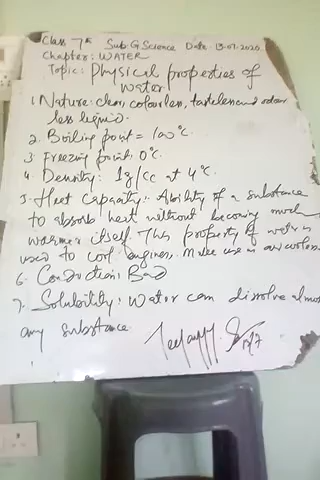 Class 7th Sub: G Science Date: 13-07-2020
Chapter: WATER
Topic: Physical properties of
water
1. Nature: clear, colourless, tasteless and odour
less liquid.
2. Boiling point = 100°C.
3. Freezing point: 0°C.
4. Density: 1g/cc at 4°C.
5. Heat Capacity: Ability of a substance
to absorb heat without becoming much
warmer itself. This property of water is
used to cool engines. Make use in
6. Conduction: Bad
7. Solubility: Water can dissolve almost
any substance